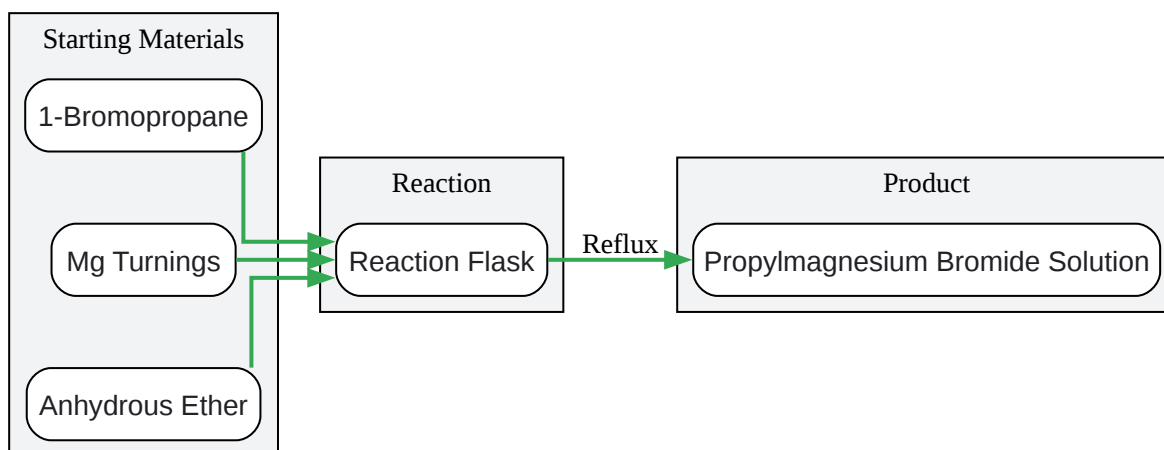 Starting Materials
1-Bromopropane
Mg Turnings
Anhydrous Ether
Reaction
Reaction Flask
Reflux
Product
Propylmagnesium Bromide Solution